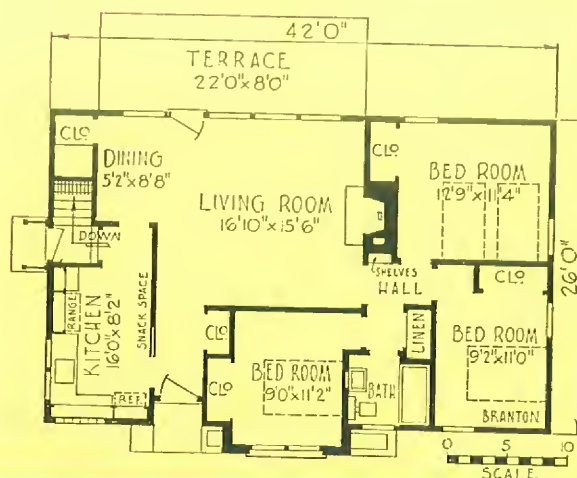 42'0"
TERRACE
22'0"x8'0"
CLO
DINING
5'2"x8'8"
CLO
BED ROOM
12'9"x11'4"
LIVING ROOM
16'10"x15'6"
DOWN
SHELVES
HALL
26'0"
CLO
RANGE
KITCHEN
16'0"x8'2"
SNACK SPACE
CLO
LINEN
BED ROOM
9'2"x11'0"
CLO
BED ROOM
9'0"x11'2"
BATH
REF.
BRANTON
0 5 10
SCALE